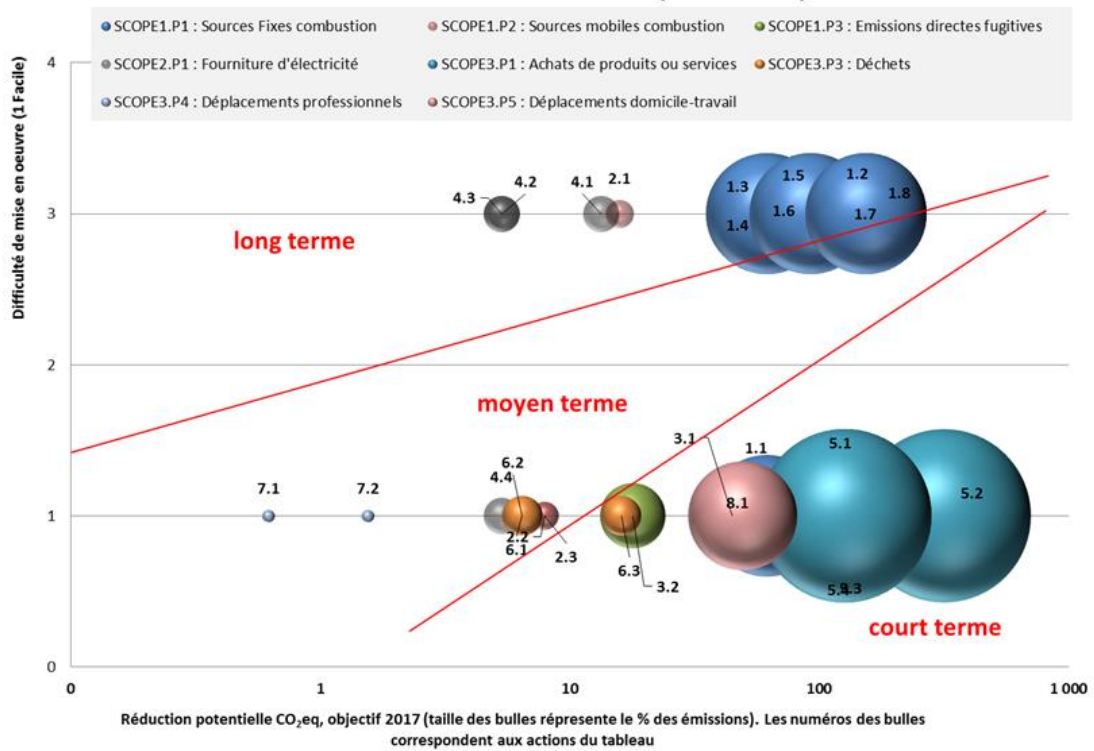 SCOPE1.P1 : Sources Fixes combustion
SCOPE1.P2 : Sources mobiles combustion
SCOPE1.P3 : Emissions directes fugitives
SCOPE2.P1 : Fourniture d'électricité
SCOPE3.P1 : Achats de produits ou services
SCOPE3.P3 : Déchets
SCOPE3.P4 : Déplacements professionnels
SCOPE3.P5 : Déplacements domicile-travail
Difficulté de mise en oeuvre (1 Facile)
4
3
2
1
0
4.3
4.2
4.1
2.1
1.3
1.5
1.2
1.8
1.4
1.6
1.7
long terme
moyen terme
7.1
7.2
6.2
4.4
2.2
6.1
2.3
6.3
3.2
3.1
1.1
8.1
5.1
5.2
5.4
court terme
0
1
10
100
1 000
Réduction potentielle CO₂eq, objectif 2017 (taille des bulles répresente le % des émissions). Les numéros des bulles
correspondent aux actions du tableau